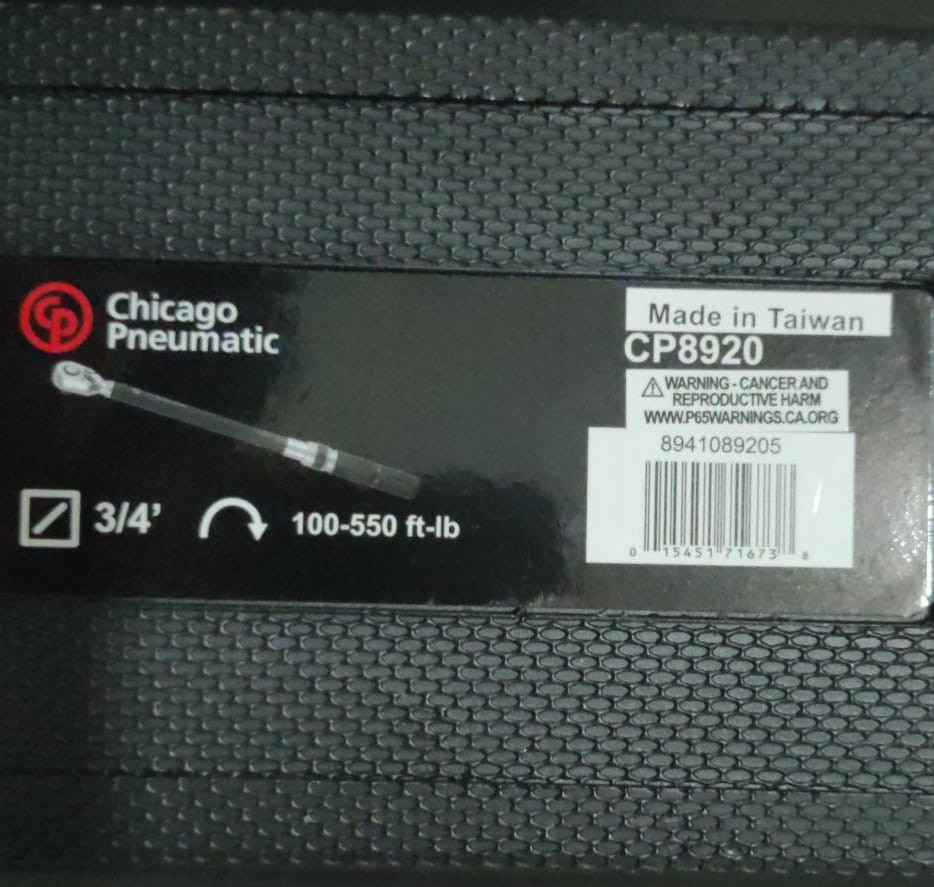 CP
Chicago
Pneumatic
Made in Taiwan
CP8920
WARNING - CANCER AND
REPRODUCTIVE HARM
WWW.P65WARNINGS.CA.ORG
8941089205
0 15451 71673 8
3/4'
100-550 ft-lb